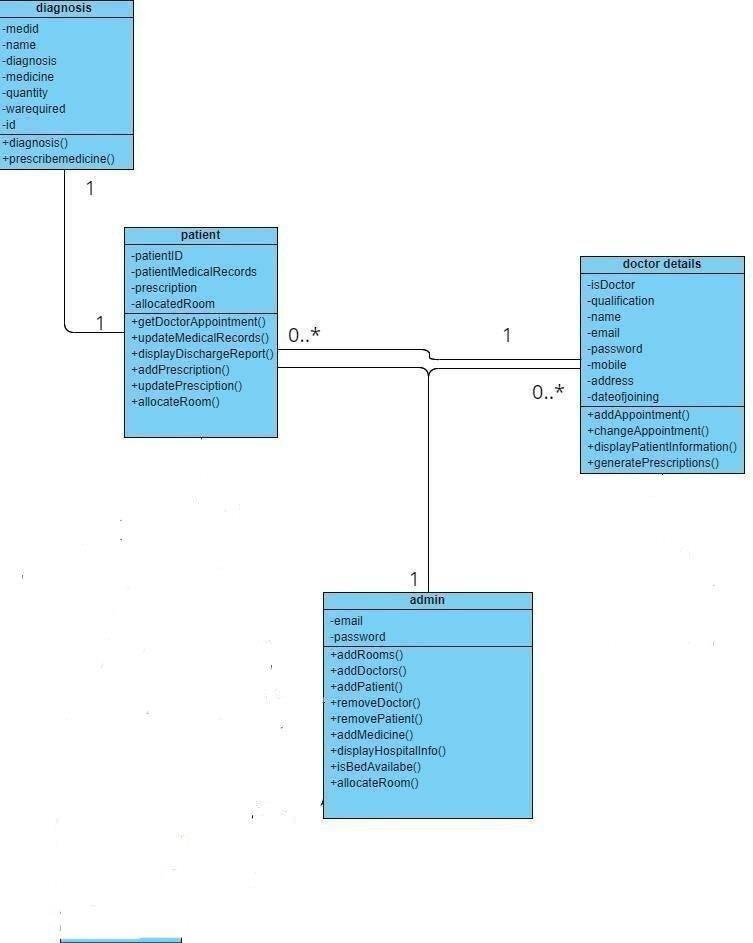 diagnosis
-medid
-name
-diagnosis
-medicine
-quantity
-warequired
-id
+diagnosis()
+prescribemedicine()
1
1
patient
-patientID
-patientMedicalRecords
-prescription
-allocatedRoom
+getDoctorAppointment()
+updateMedicalRecords()
+displayDischargeReport()
+addPrescription()
+updatePresciption()
+allocateRoom()
0..*
1
0..*
doctor details
-isDoctor
-qualification
-name
-email
-password
-mobile
-address
-dateofjoining
+addAppointment()
+changeAppointment()
+displayPatientInformation()
+generatePrescriptions()
1
admin
-email
-password
+addRooms()
+addDoctors()
+addPatient()
+removeDoctor()
+removePatient()
+addMedicine()
+displayHospitalInfo()
+isBedAvailabe()
+allocateRoom()